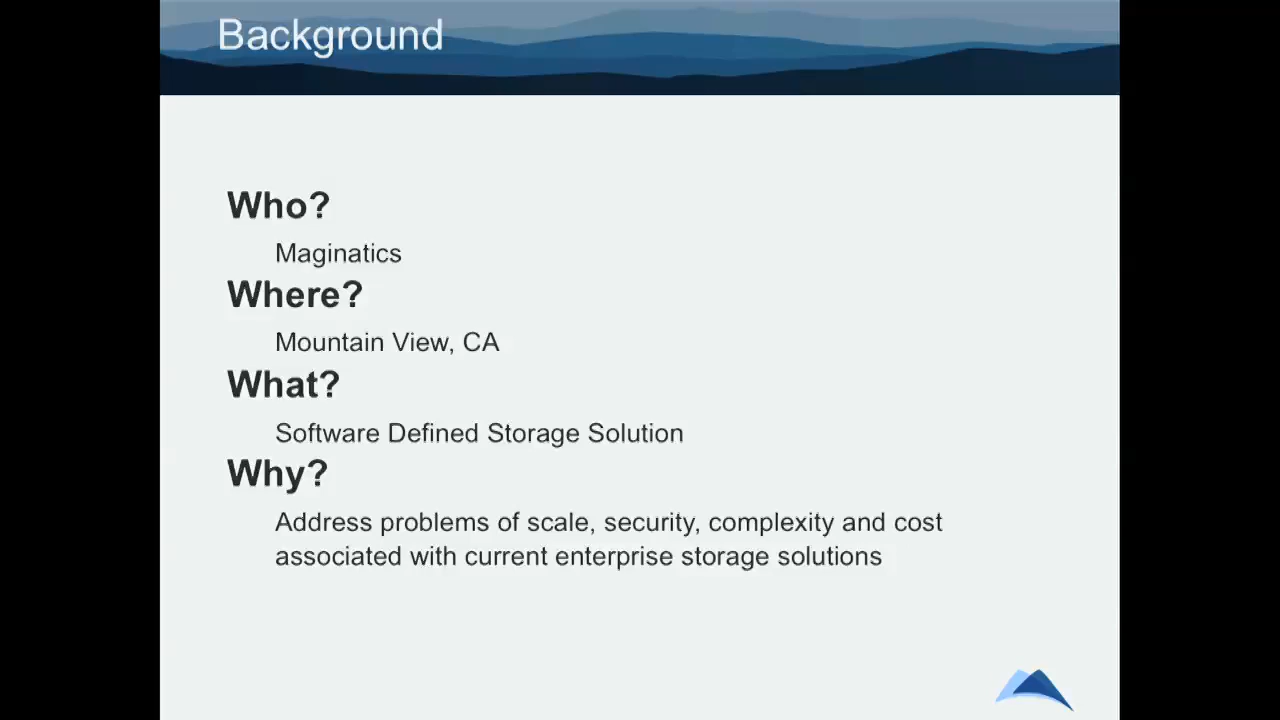 Background
Who?
Maginatics
Where?
Mountain View, CA
What?
Software Defined Storage Solution
Why?
Address problems of scale, security, complexity and cost
associated with current enterprise storage solutions